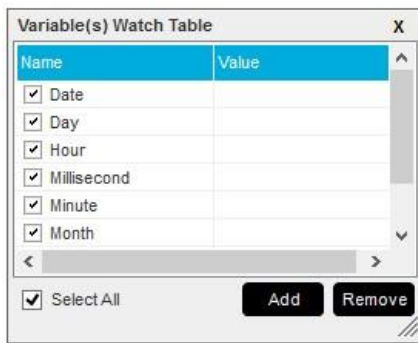 Variable(s) Watch Table X
Name Value
Date
Day
Hour
Millisecond
Minute
Month
Select All Add Remove